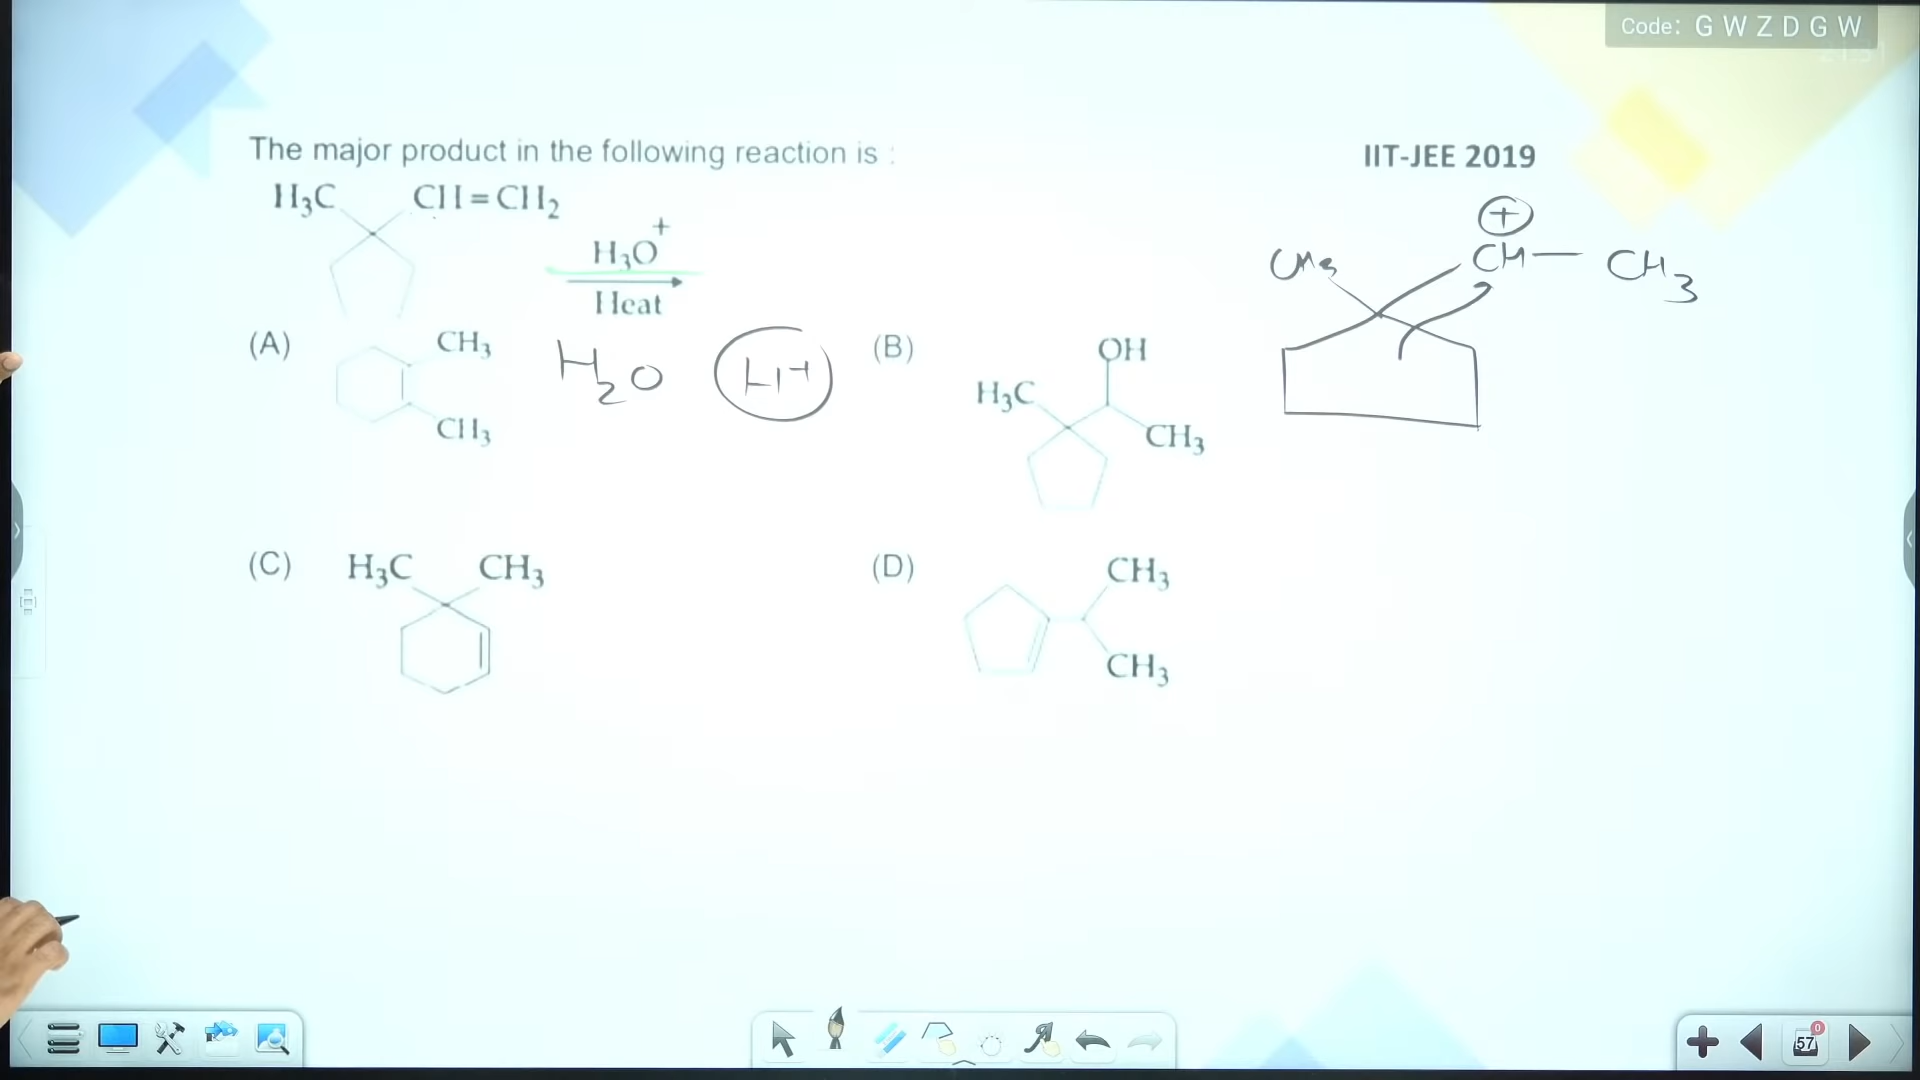 Code: G W Z D G W
The major product in the following reaction is :
IIT-JEE 2019
H₃C CH=CH₂
H₃O⁺
Heat
⊕
CH₃ CH — CH₃
(A)
CH₃
CH₃
H₂O H
(B)
OH
H₃C
CH₃
(C)
H₃C CH₃
(D)
CH₃
CH₃
57
0